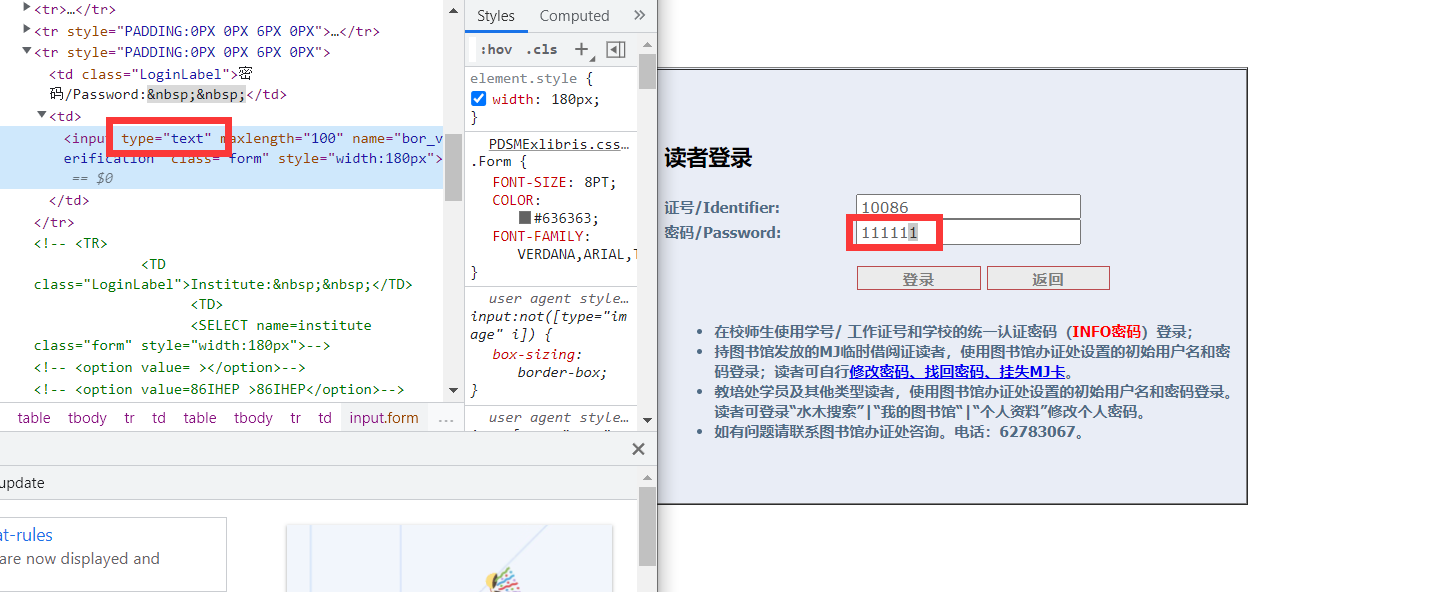 <tr>…</tr>
<tr style="PADDING:0PX 0PX 6PX 0PX">…</tr>
<tr style="PADDING:0PX 0PX 6PX 0PX">
<td class="LoginLabel">密
码/Password:&nbsp;&nbsp;</td>
<td>
<input type="text" maxlength="100" name="bor_v
erification" class="form" style="width:180px">
== $0
</td>
</tr>
<!-- <TR>
<TD
class="LoginLabel">Institute:&nbsp;&nbsp;</TD>
<TD>
<SELECT name=institute
class="form" style="width:180px">-->
<!-- <option value= ></option>-->
<!-- <option value=86IHEP >86IHEP</option>-->
table tbody tr td table tbody tr td input.form …
Styles Computed »
:hov .cls +
element.style {
width: 180px;
}
PDSMExlibris.css…
.Form {
FONT-SIZE: 8PT;
COLOR:
#636363;
FONT-FAMILY:
VERDANA,ARIAL,
}
user agent style…
input:not([type="im
age" i]) {
box-sizing:
border-box;
}
user agent style…
update
at-rules
are now displayed and
读者登录
证号/Identifier: 10086
密码/Password: 111111
登录 返回
• 在校师生使用学号/ 工作证号和学校的统一认证密码（INFO密码）登录；
• 持图书馆发放的MJ临时借阅证读者，使用图书馆办证处设置的初始用户名和密
码登录；读者可自行修改密码、找回密码、挂失MJ卡。
• 教培处学员及其他类型读者，使用图书馆办证处设置的初始用户名和密码登录。
读者可登录“水木搜索”|“我的图书馆“|“个人资料”修改个人密码。
• 如有问题请联系图书馆办证处咨询。电话：62783067。